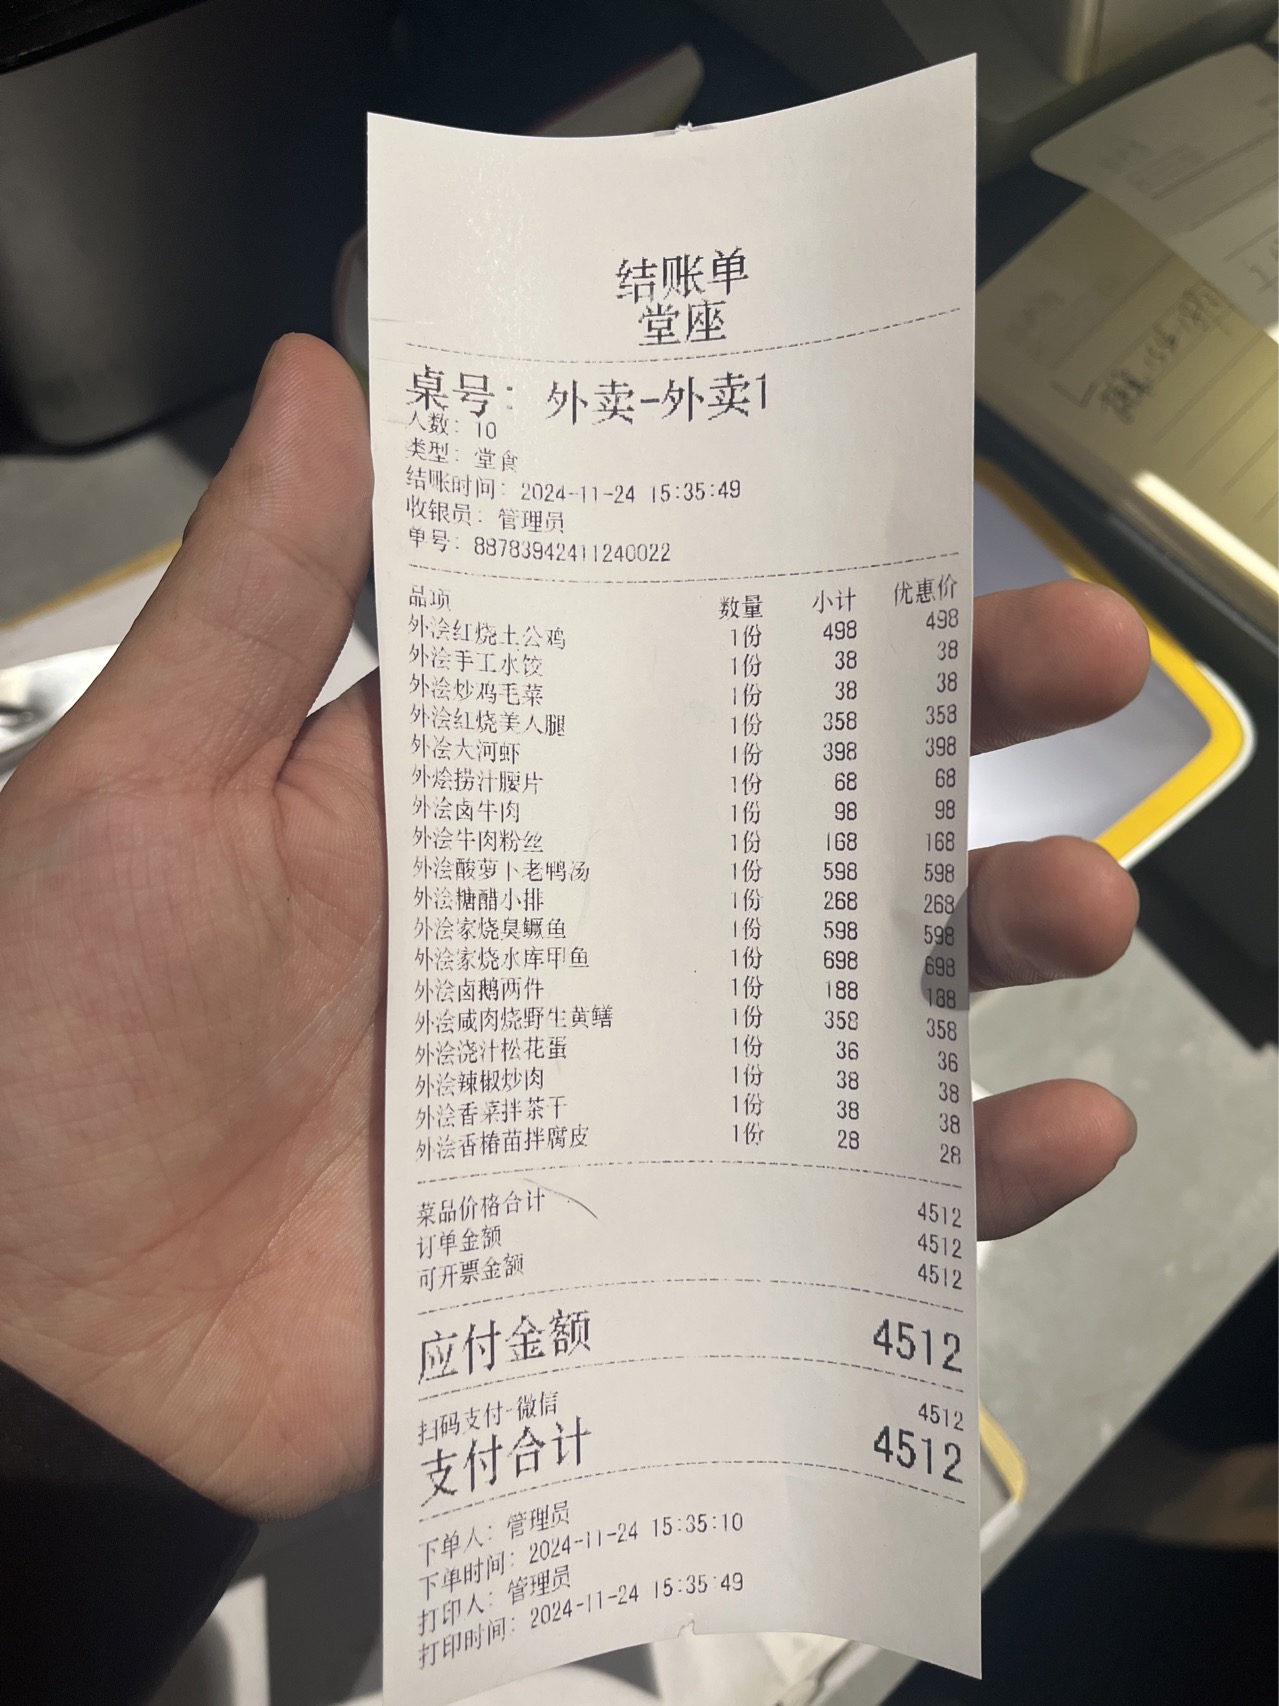 结账单
堂座
桌号：外卖-外卖1
人数：10
类型：堂食
结账时间：2024-11-24 15:35:49
收银员：管理员
单号：88783942411240022
品项 数量 小计 优惠价
外浍红烧土公鸡 1份 498 498
外浍手工水饺 1份 38 38
外浍炒鸡毛菜 1份 38 38
外浍红烧美人腿 1份 358 358
外浍大河虾 1份 398 398
外烩捞汁腰片 1份 68 68
外浍卤牛肉 1份 98 98
外浍牛肉粉丝 1份 168 168
外浍酸萝卜老鸭汤 1份 598 598
外浍糖醋小排 1份 268 268
外浍家烧臭鳜鱼 1份 598 598
外浍家烧水库甲鱼 1份 698 698
外浍卤鹅两件 1份 188 188
外浍咸肉烧野生黄鳝 1份 358 358
外浍浇汁松花蛋 1份 36 36
外浍辣椒炒肉 1份 38 38
外浍香菜拌茶干 1份 38 38
外浍香椿苗拌腐皮 1份 28 28
菜品价格合计 4512
订单金额 4512
可开票金额 4512
应付金额 4512
扫码支付-微信 4512
支付合计 4512
下单人：管理员
下单时间：2024-11-24 15:35:10
打印人：管理员
打印时间：2024-11-24 15:35:49